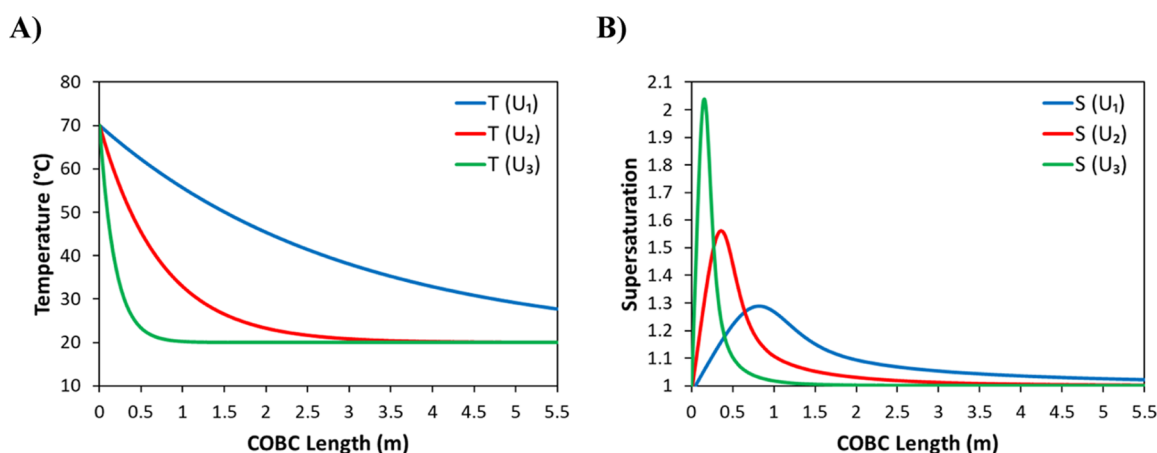 A)
B)
80
70
60
50
40
30
20
10
Temperature (°C)
T (U₁)
T (U₂)
T (U₃)
0 0.5 1 1.5 2 2.5 3 3.5 4 4.5 5 5.5
COBC Length (m)
2.1
2
1.9
1.8
1.7
1.6
1.5
1.4
1.3
1.2
1.1
1
Supersaturation
S (U₁)
S (U₂)
S (U₃)
0 0.5 1 1.5 2 2.5 3 3.5 4 4.5 5 5.5
COBC Length (m)